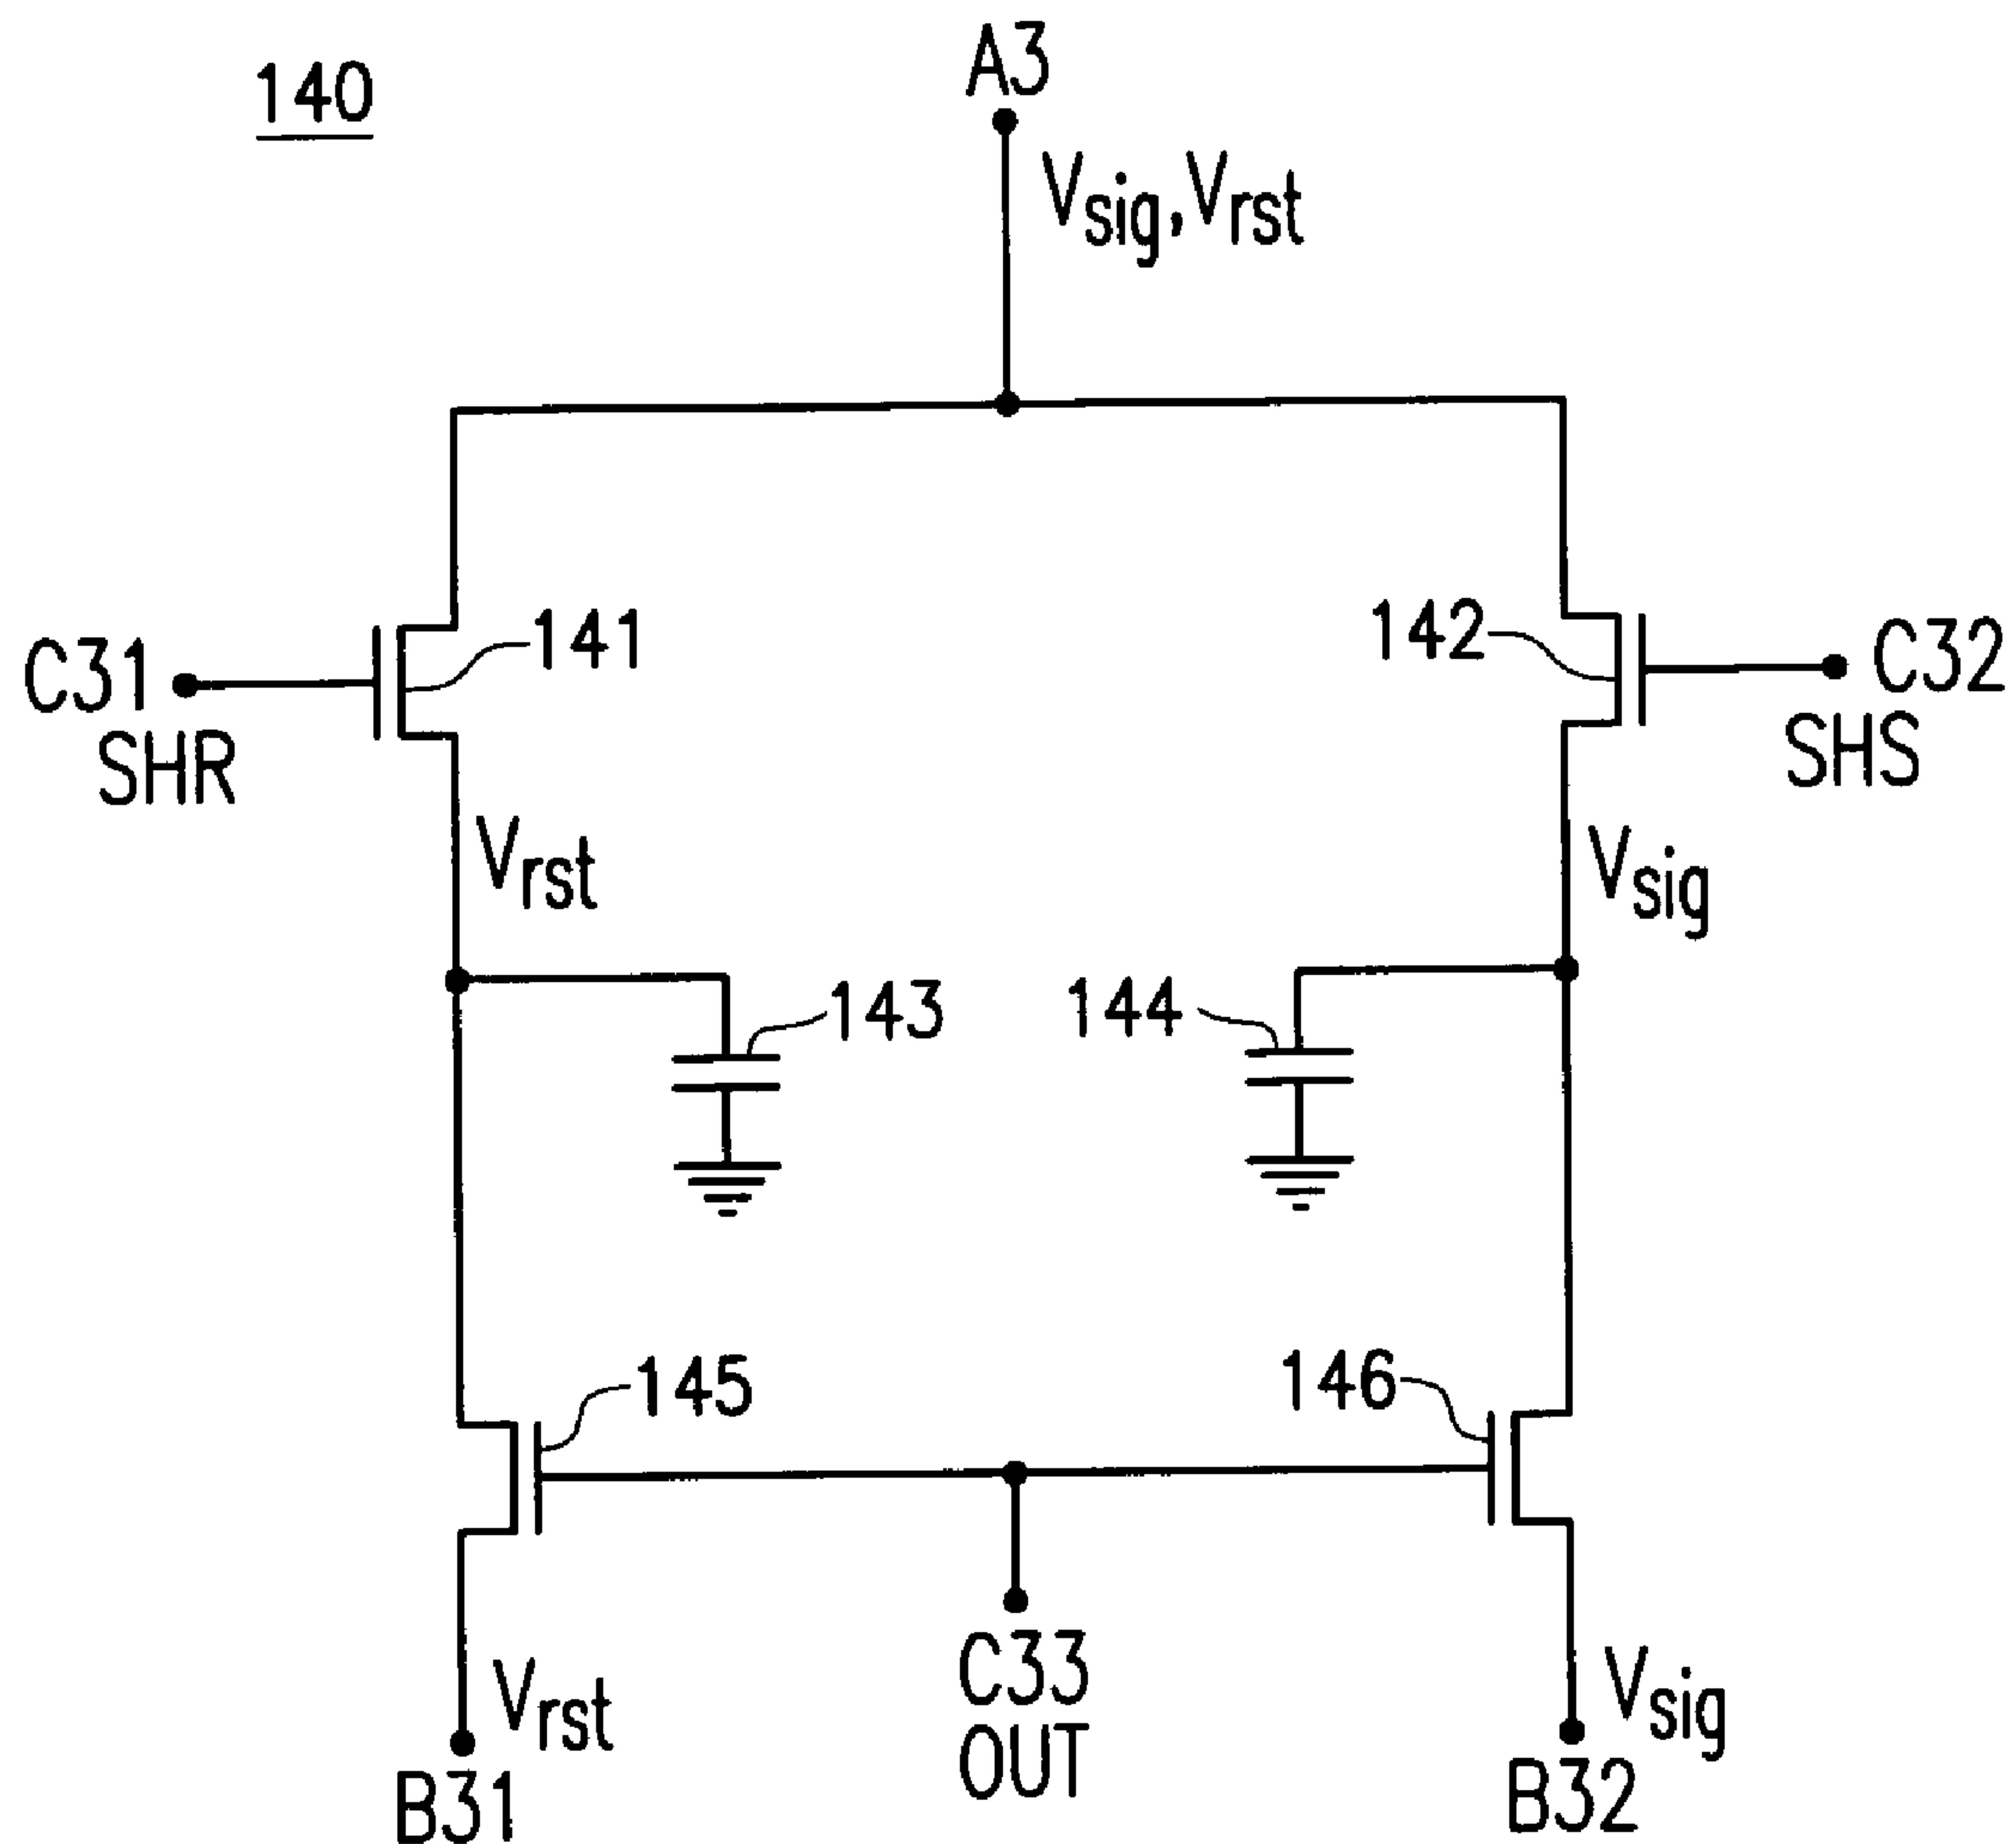 140
A3
Vsig,Vrst
141
142
C31
SHR
C32
SHS
Vrst
Vsig
143
144
145
146
Vrst
C33
OUT
Vsig
B31
B32